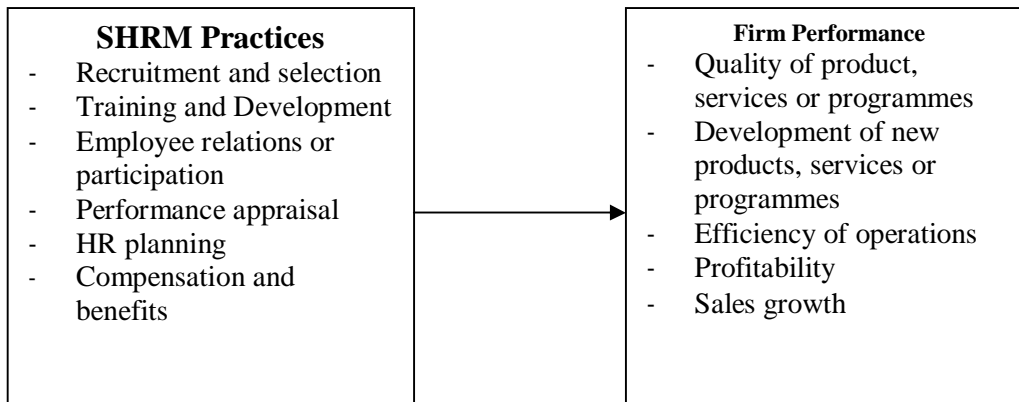 SHRM Practices
- Recruitment and selection
- Training and Development
- Employee relations or
participation
- Performance appraisal
- HR planning
- Compensation and
benefits
Firm Performance
- Quality of product,
services or programmes
- Development of new
products, services or
programmes
- Efficiency of operations
- Profitability
- Sales growth